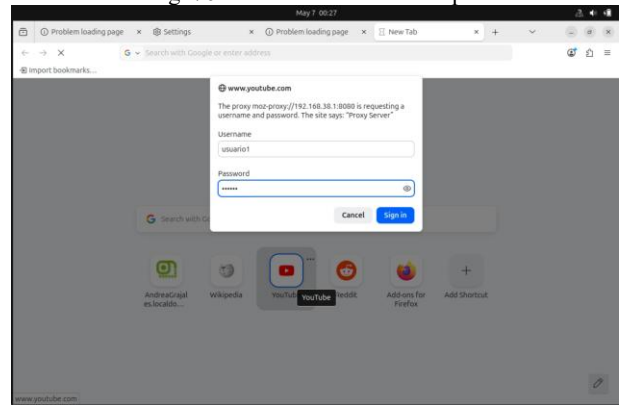 May 7 00:27
Problem loading page
Settings
Problem loading page
New Tab
Search with Google or enter address
Import bookmarks...
www.youtube.com
The proxy moz-proxy://192.168.38.1:8080 is requesting a
username and password. The site says: "Proxy Server"
Username
usuario1
Password
••••••
Cancel
Sign in
Search with Go
AndreaGrajal
es.localdo...
Wikipedia
YouTube
YouTube
Reddit
Add-ons for
Firefox
Add Shortcut
www.youtube.com